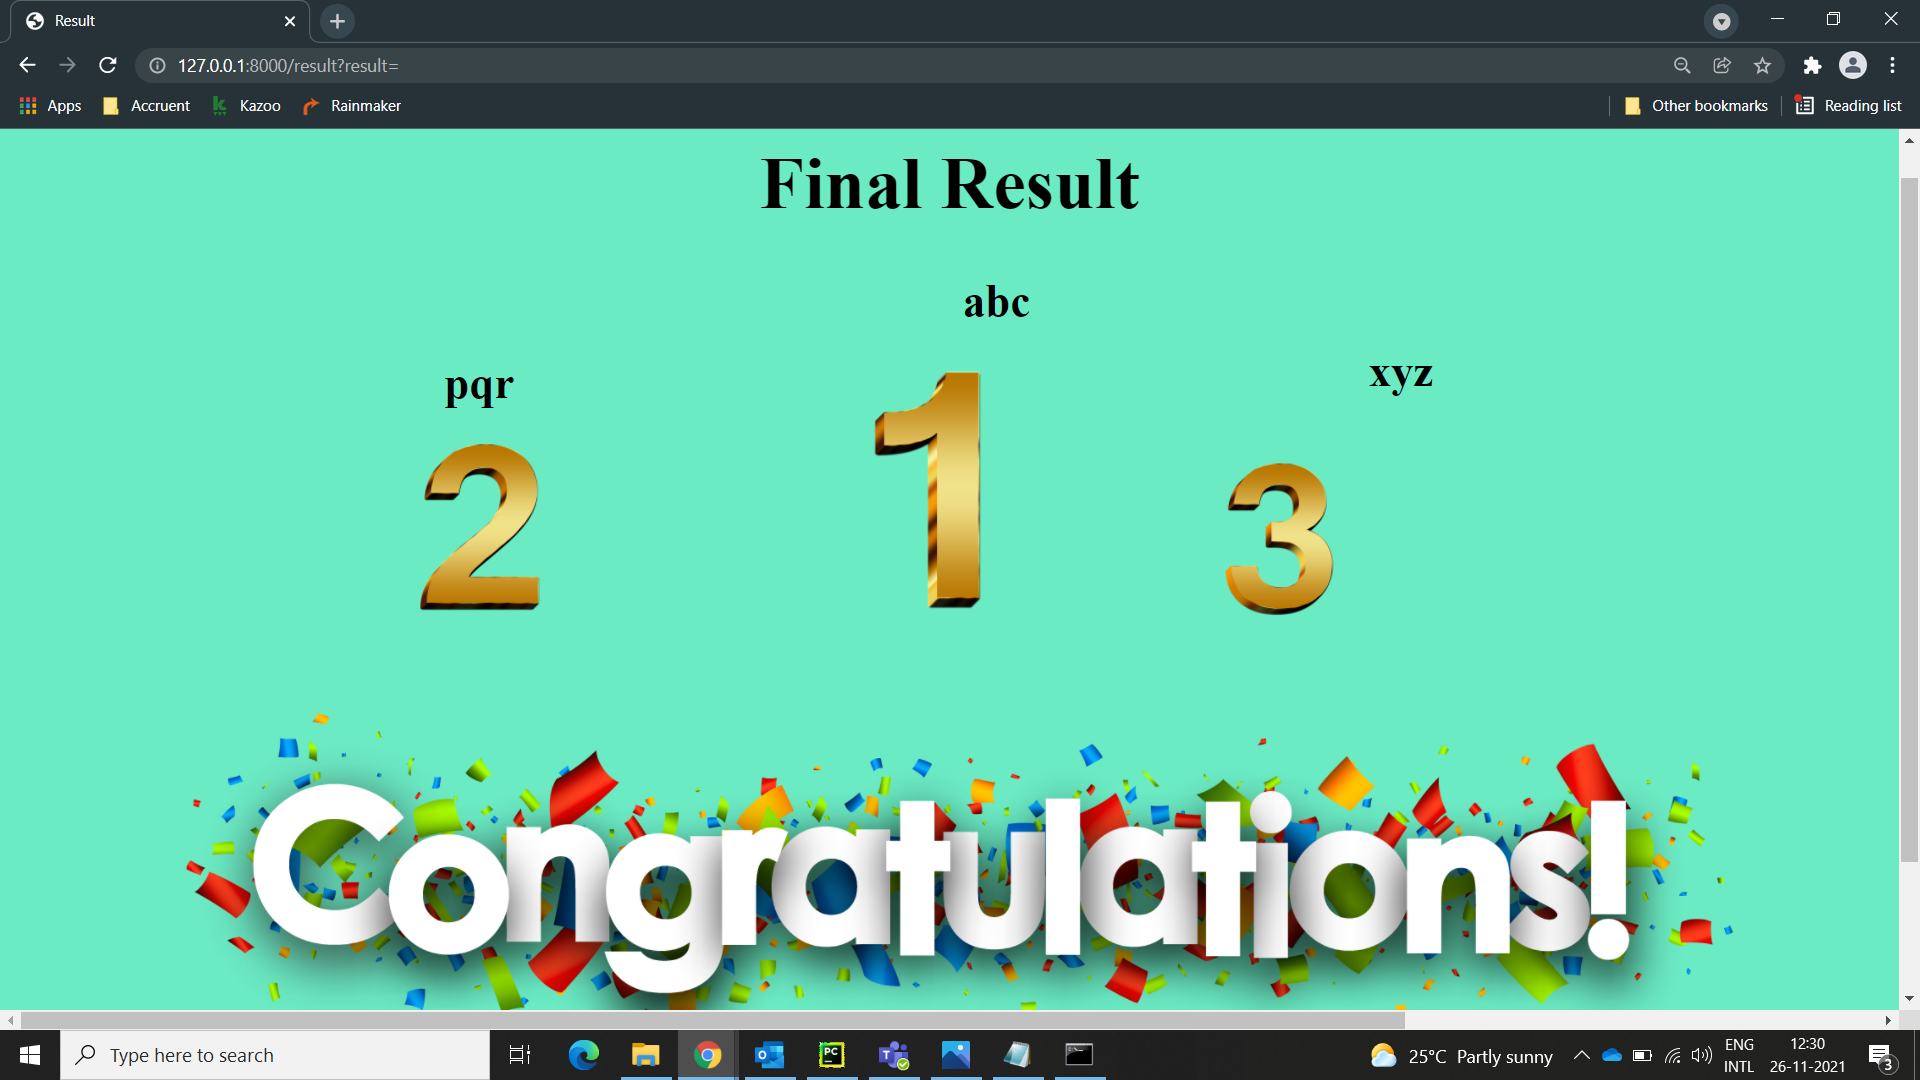 Result
127.0.0.1:8000/result?result=
Apps Accruent Kazoo Rainmaker Other bookmarks Reading list
Final Result
abc
pqr
xyz
2 1 3
Congratulations!
Type here to search
25°C Partly sunny
ENG
INTL
12:30
26-11-2021
3